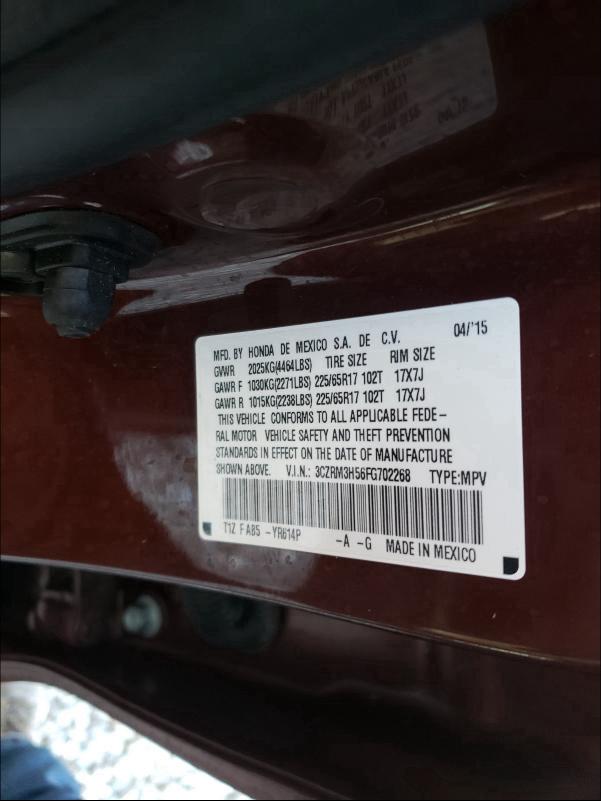 MFD. BY HONDA DE MEXICO S.A. DE C.V. 04/'15
GVWR 2025KG(4464LBS) TIRE SIZE RIM SIZE
GAWR F 1030KG(2271LBS) 225/65R17 102T 17X7J
GAWR R 1015KG(2238LBS) 225/65R17 102T 17X7J
THIS VEHICLE CONFORMS TO ALL APPLICABLE FEDE-
RAL MOTOR VEHICLE SAFETY AND THEFT PREVENTION
STANDARDS IN EFFECT ON THE DATE OF MANUFACTURE
SHOWN ABOVE. V.I.N.: 3CZRM3H56FG702268 TYPE:MPV
T1Z F AB5 -YR614P -A -G MADE IN MEXICO